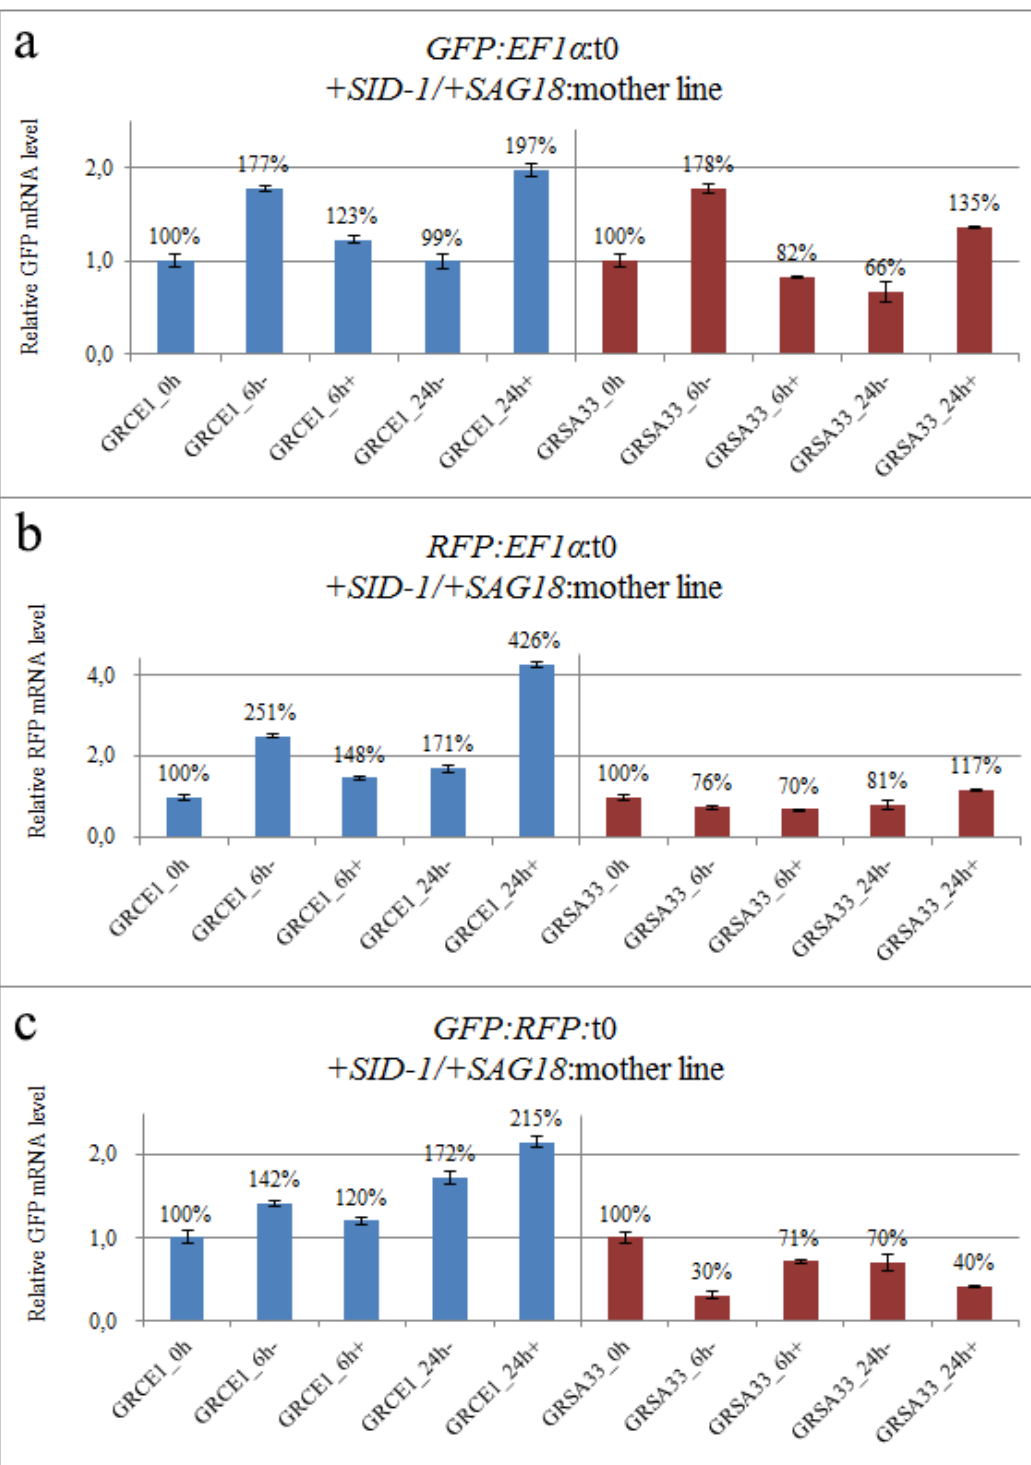 a
GFP:EF1α:t0
+SID-1/+SAG18:mother line
Relative GFP mRNA level
2,0
1,0
0,0
100%
177%
123%
99%
197%
100%
178%
82%
66%
135%
GRCE1_0h
GRCE1_6h-
GRCE1_6h+
GRCE1_24h-
GRCE1_24h+
GRSA33_0h
GRSA33_6h-
GRSA33_6h+
GRSA33_24h-
GRSA33_24h+
b
RFP:EF1α:t0
+SID-1/+SAG18:mother line
Relative RFP mRNA level
4,0
2,0
0,0
100%
251%
148%
171%
426%
100%
76%
70%
81%
117%
GRCE1_0h
GRCE1_6h-
GRCE1_6h+
GRCE1_24h-
GRCE1_24h+
GRSA33_0h
GRSA33_6h-
GRSA33_6h+
GRSA33_24h-
GRSA33_24h+
c
GFP:RFP:t0
+SID-1/+SAG18:mother line
Relative GFP mRNA level
2,0
1,0
0,0
100%
142%
120%
172%
215%
100%
30%
71%
70%
40%
GRCE1_0h
GRCE1_6h-
GRCE1_6h+
GRCE1_24h-
GRCE1_24h+
GRSA33_0h
GRSA33_6h-
GRSA33_6h+
GRSA33_24h-
GRSA33_24h+